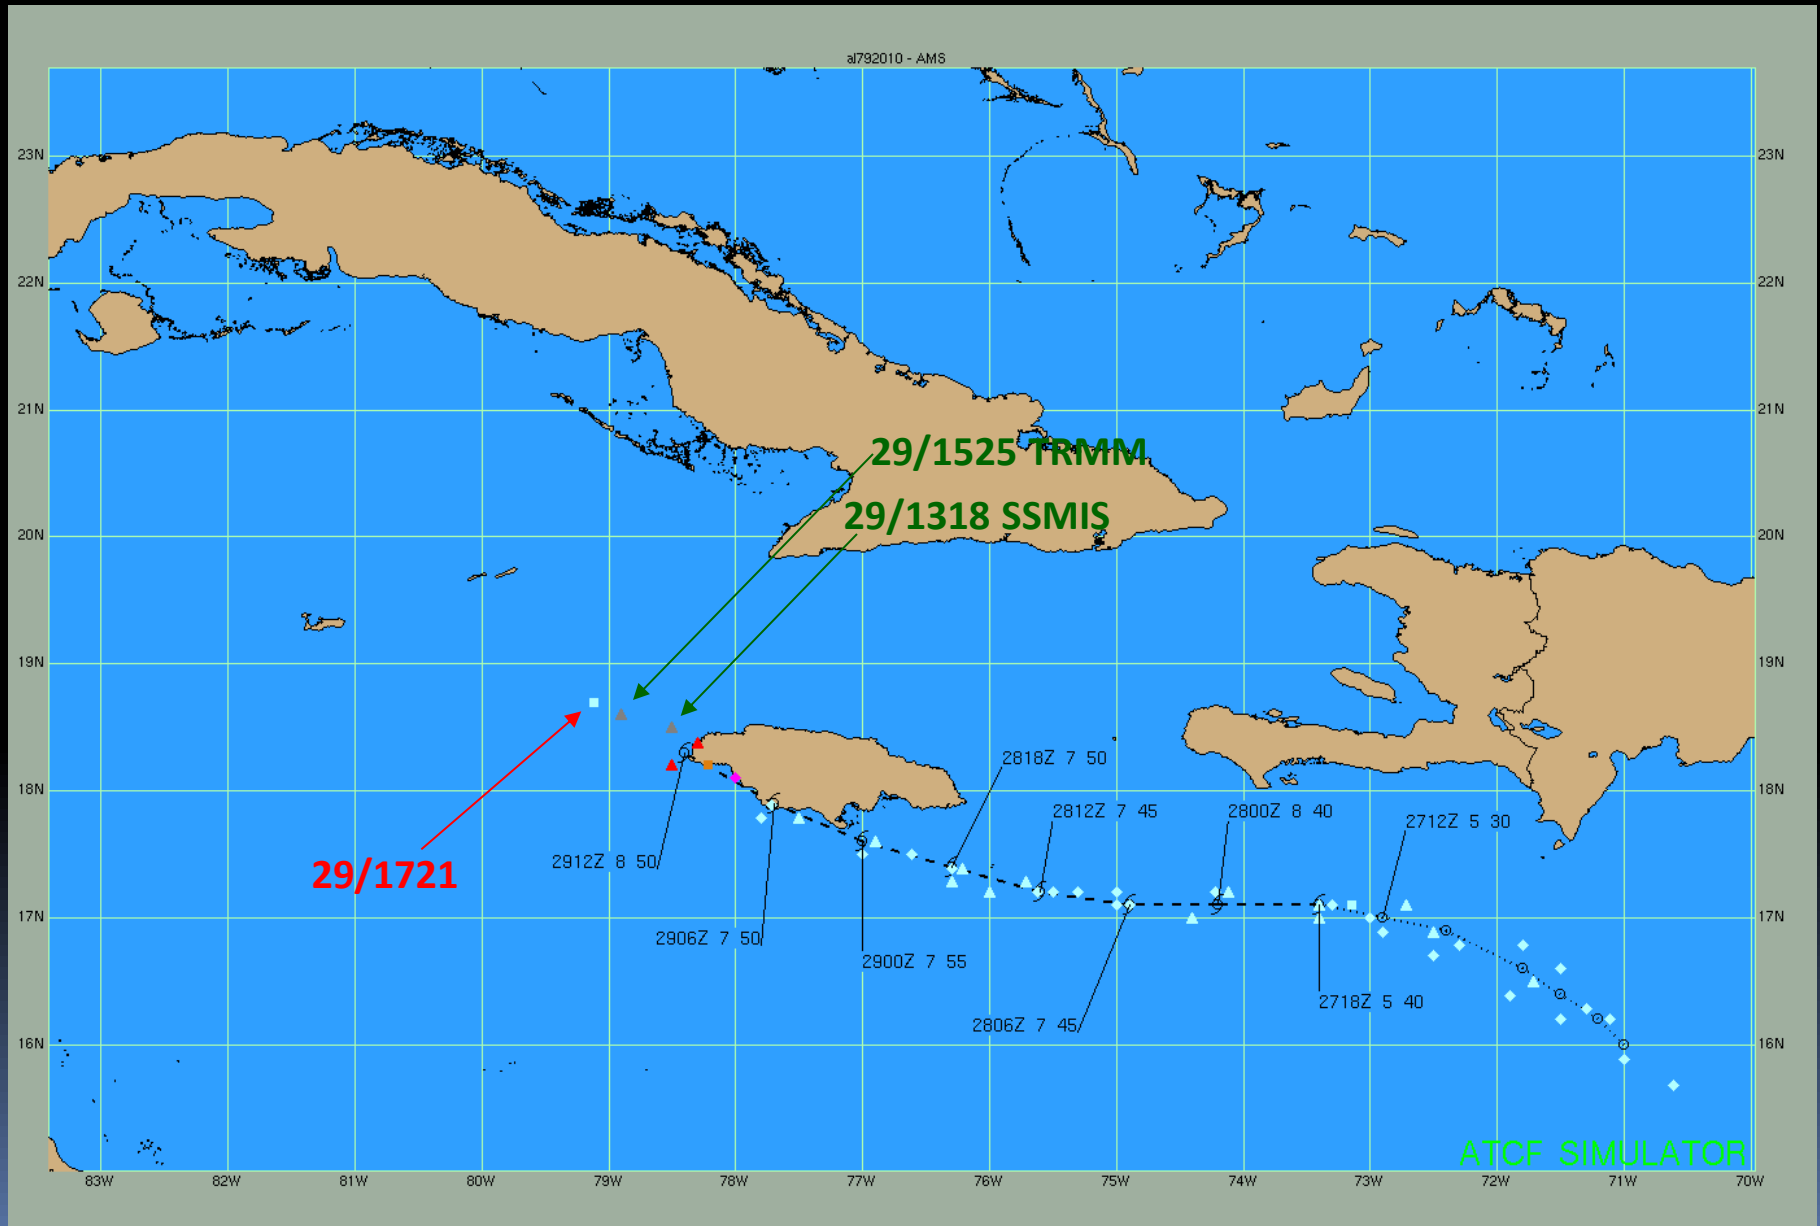 al792010 - AMS
23N 23N
22N 22N
21N 21N
29/1525 TRMM
29/1318 SSMIS
20N 20N
19N 19N
2818Z 7 50
18N 18N
2812Z 7 45
2800Z 8 40
2712Z 5 30
2912Z 8 50
29/1721
17N 17N
2906Z 7 50
2900Z 7 55
2718Z 5 40
2806Z 7 45
16N 16N
ATCF SIMULATOR
83W 82W 81W 80W 79W 78W 77W 76W 75W 74W 73W 72W 71W 70W